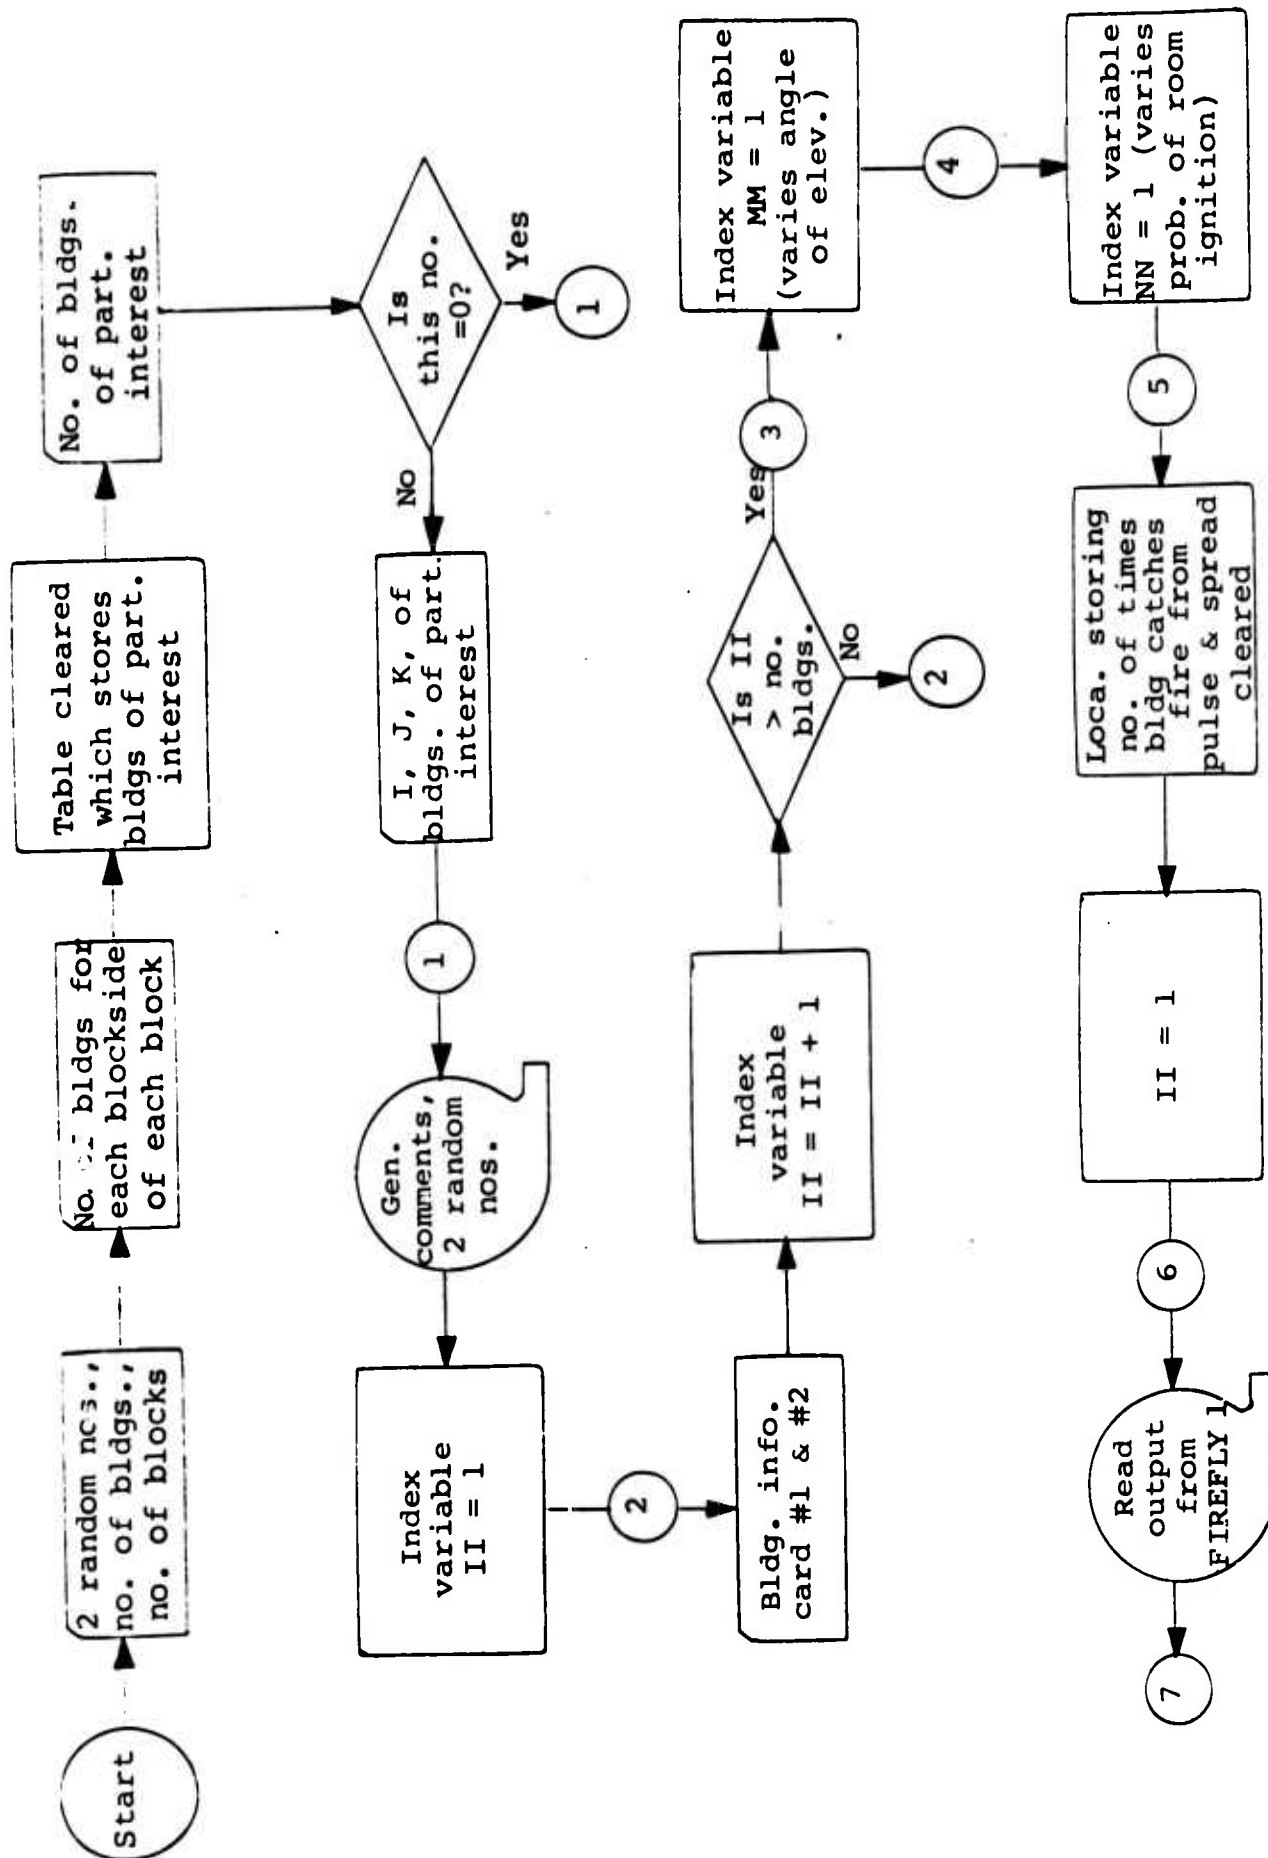 Start
2 random nos.,
no. of bldgs.,
no. of blocks
No. of bldgs for
each blockside
of each block
Table cleared
which stores
bldgs of part.
interest
No. of bldgs.
of part.
interest
Is
this no.
=0?
Yes
1
No
I, J, K, of
bldgs. of part.
interest
1
Gen.
comments,
2 random
nos.
Index
variable
II = 1
2
Bldg. info.
card #1 & #2
Index
variable
II = II + 1
Is II
> no.
bldgs.
No
2
Yes
3
Index variable
MM = 1
(varies angle
of elev.)
4
Index variable
NN = 1 (varies
prob. of room
ignition)
5
Loca. storing
no. of times
bldg catches
fire from
pulse & spread
cleared
II = 1
6
Read
output
from
FIREFLY 1
7